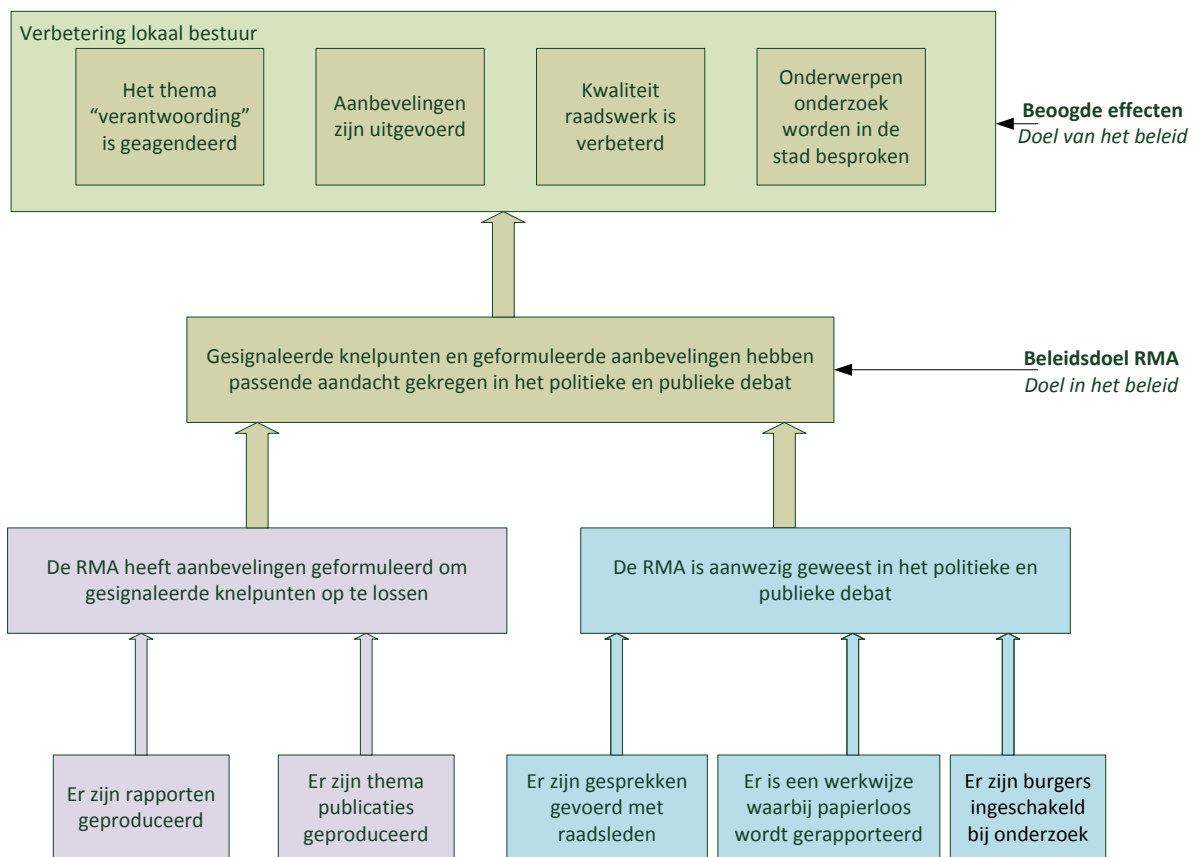 Verbetering lokaal bestuur
Het thema
“verantwoording”
is geagendeerd
Aanbevelingen
zijn uitgevoerd
Kwaliteit
raadswerk is
verbeterd
Onderwerpen
onderzoek
worden in de
stad besproken
Beoogde effecten
Doel van het beleid
Gesignaleerde knelpunten en geformuleerde aanbevelingen hebben
passende aandacht gekregen in het politieke en publieke debat
Beleidsdoel RMA
Doel in het beleid
De RMA heeft aanbevelingen geformuleerd om
gesignaleerde knelpunten op te lossen
De RMA is aanwezig geweest in het politieke en
publieke debat
Er zijn rapporten
geproduceerd
Er zijn thema
publicaties
geproduceerd
Er zijn gesprekken
gevoerd met
raadsleden
Er is een werkwijze
waarbij papierloos
wordt gerapporteerd
Er zijn burgers
ingeschakeld
bij onderzoek